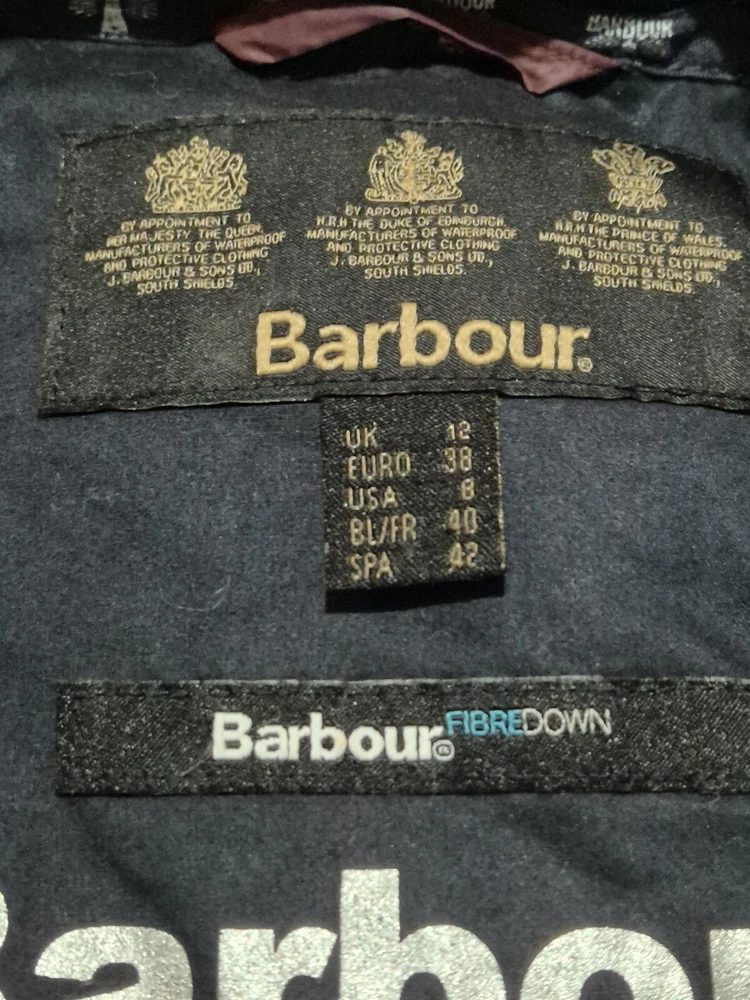 BARBOUR
BY APPOINTMENT TO
HER MAJESTY THE QUEEN,
MANUFACTURERS OF WATERPROOF
AND PROTECTIVE CLOTHING
J. BARBOUR & SONS LTD.,
SOUTH SHIELDS.
BY APPOINTMENT TO
H.R.H THE DUKE OF EDINBURGH,
MANUFACTURERS OF WATERPROOF
AND PROTECTIVE CLOTHING
J. BARBOUR & SONS LTD.,
SOUTH SHIELDS.
BY APPOINTMENT TO
H.R.H THE PRINCE OF WALES,
MANUFACTURERS OF WATERPROOF
AND PROTECTIVE CLOTHING
J. BARBOUR & SONS LTD.,
SOUTH SHIELDS.
Barbour®
UK 12
EURO 38
USA 8
BL/FR 40
SPA 42
Barbour® FIBREDOWN
Barbour